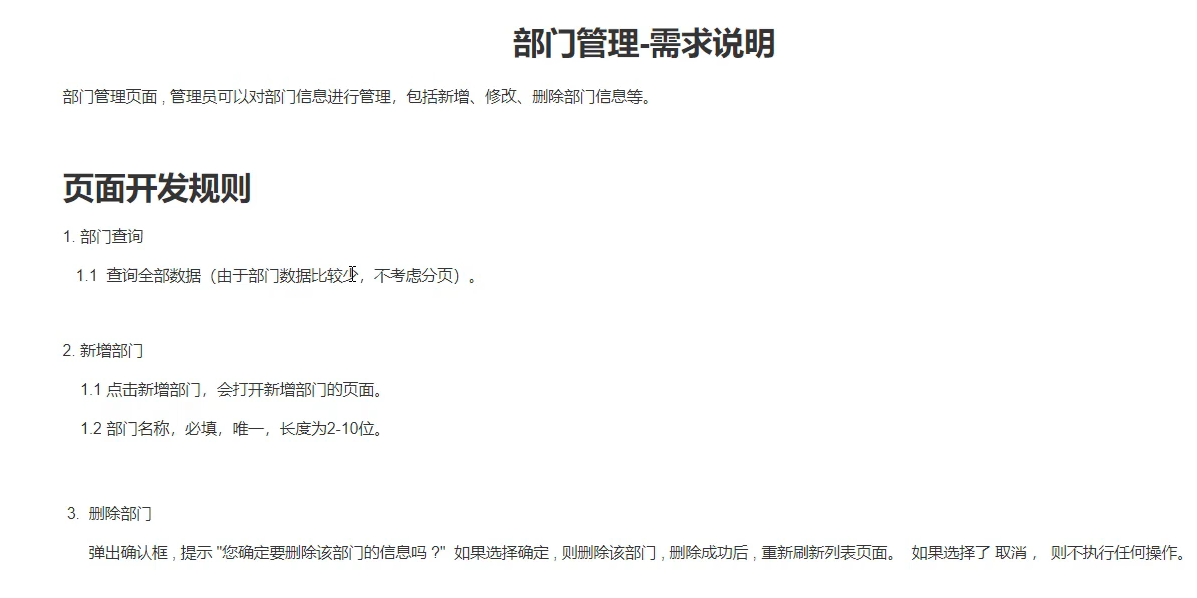 部门管理-需求说明
部门管理页面 , 管理员可以对部门信息进行管理，包括新增、修改、删除部门信息等。
页面开发规则
1. 部门查询
1.1 查询全部数据（由于部门数据比较少，不考虑分页）。
2. 新增部门
1.1 点击新增部门，会打开新增部门的页面。
1.2 部门名称，必填，唯一，长度为2-10位。
3. 删除部门
弹出确认框 , 提示 "您确定要删除该部门的信息吗 ?" 如果选择确定 , 则删除该部门 , 删除成功后 , 重新刷新列表页面。 如果选择了 取消 ， 则不执行任何操作。